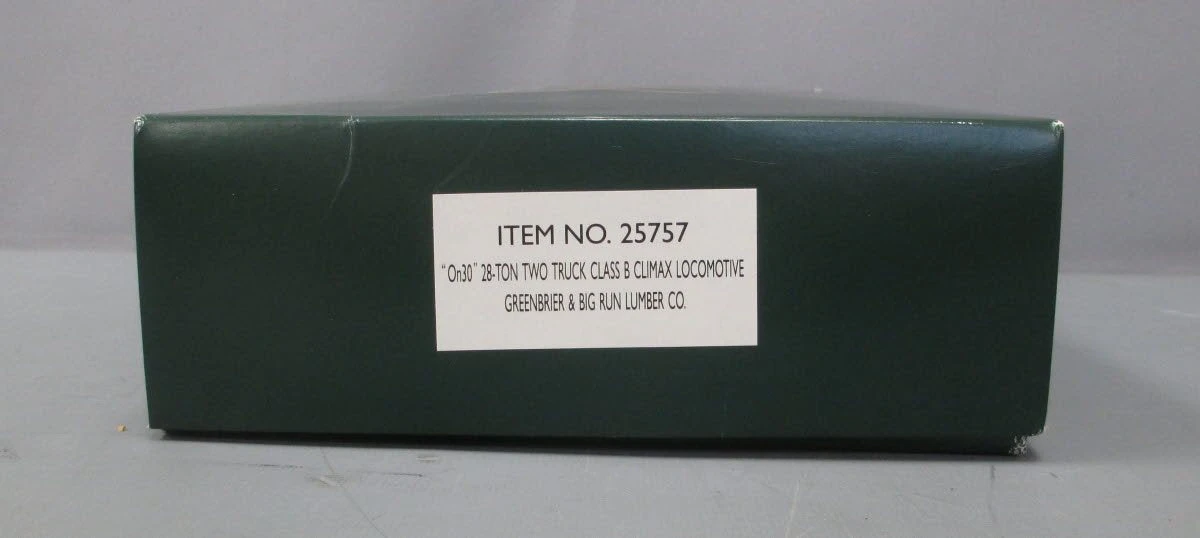 ITEM NO. 25757
"On30" 28-TON TWO TRUCK CLASS B CLIMAX LOCOMOTIVE
GREENBRIER & BIG RUN LUMBER CO.